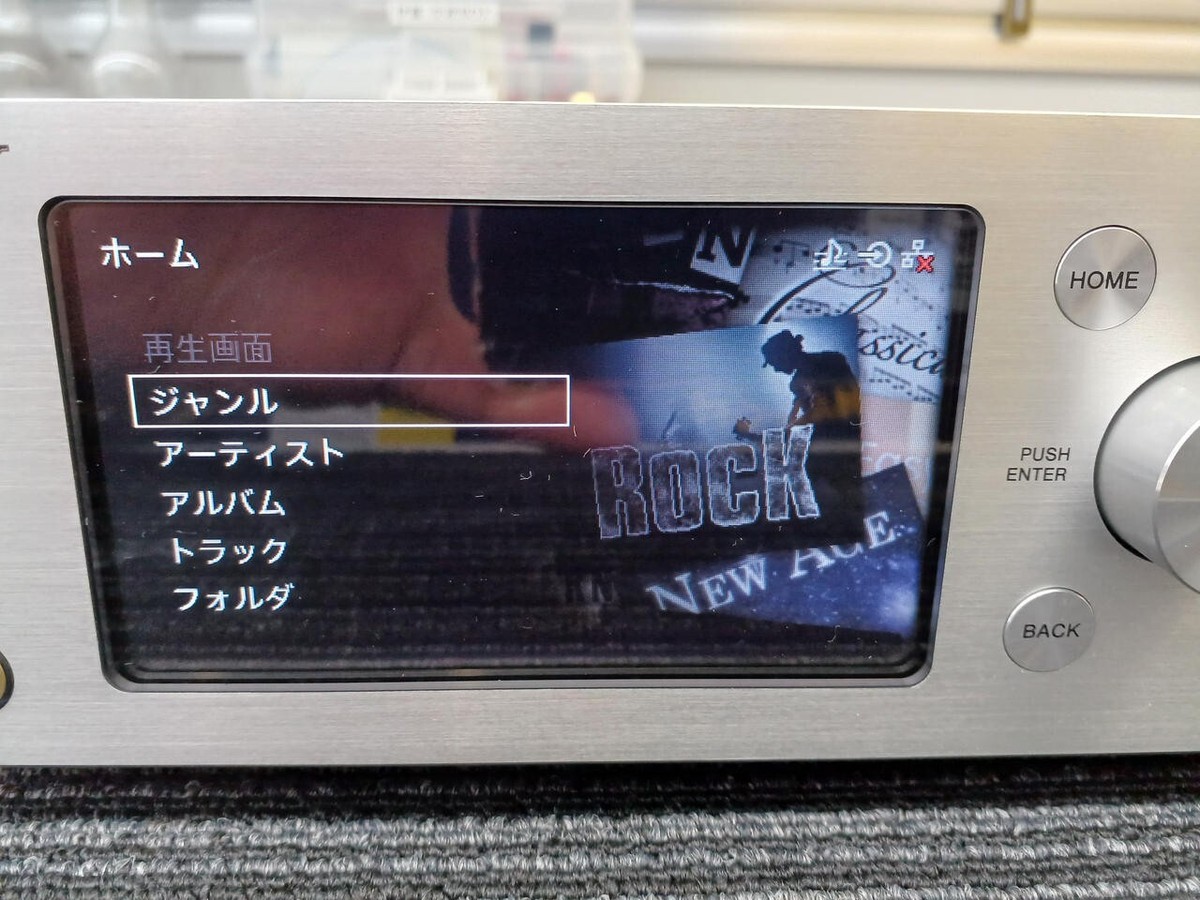 ホーム
再生画面
ジャンル
アーティスト
アルバム
トラック
フォルダ
Classical
ROCK
NEW AGE
HOME
PUSH
ENTER
BACK